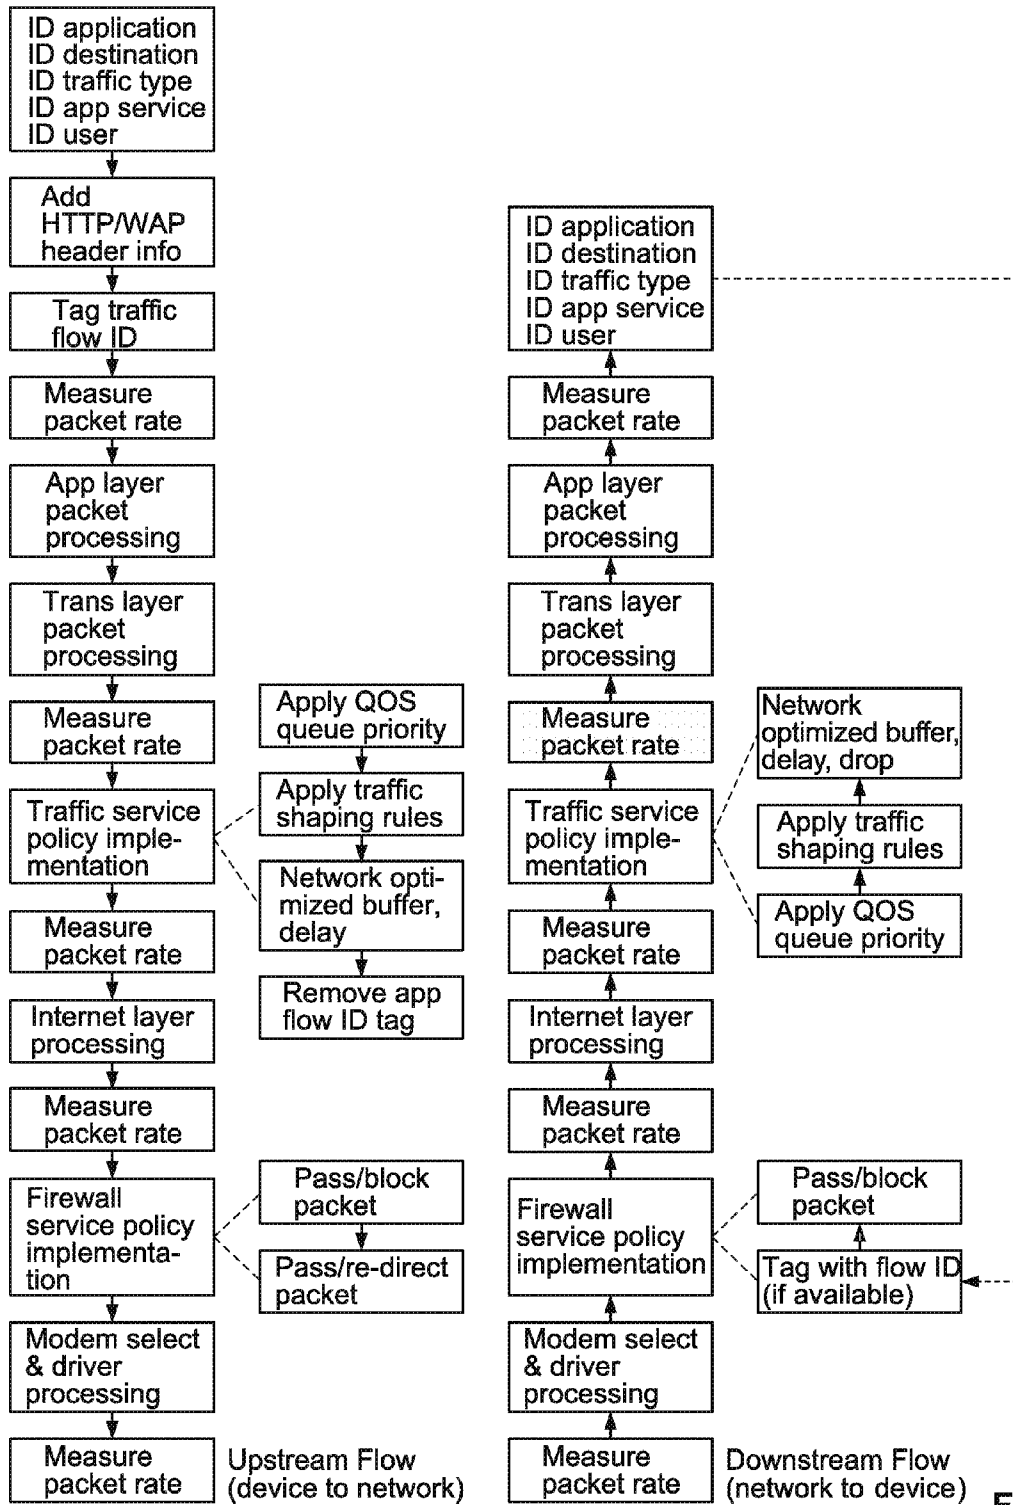 ID application
ID destination
ID traffic type
ID app service
ID user
Add
HTTP/WAP
header info
Tag traffic
flow ID
Measure
packet rate
App layer
packet
processing
Trans layer
packet
processing
Measure
packet rate
Traffic service
policy imple-
mentation
Measure
packet rate
Internet layer
processing
Measure
packet rate
Firewall
service policy
implementa-
tion
Modem select
& driver
processing
Measure
packet rate
Apply QOS
queue priority
Apply traffic
shaping rules
Network opti-
mized buffer,
delay
Remove app
flow ID tag
Pass/block
packet
Pass/re-direct
packet
Upstream Flow
(device to network)
ID application
ID destination
ID traffic type
ID app service
ID user
Measure
packet rate
App layer
packet
processing
Trans layer
packet
processing
Measure
packet rate
Traffic service
policy imple-
mentation
Measure
packet rate
Internet layer
processing
Measure
packet rate
Firewall
service policy
implementation
Modem select
& driver
processing
Measure
packet rate
Network
optimized buffer,
delay, drop
Apply traffic
shaping rules
Apply QOS
queue priority
Pass/block
packet
Tag with flow ID
(if available)
Downstream Flow
(network to device)